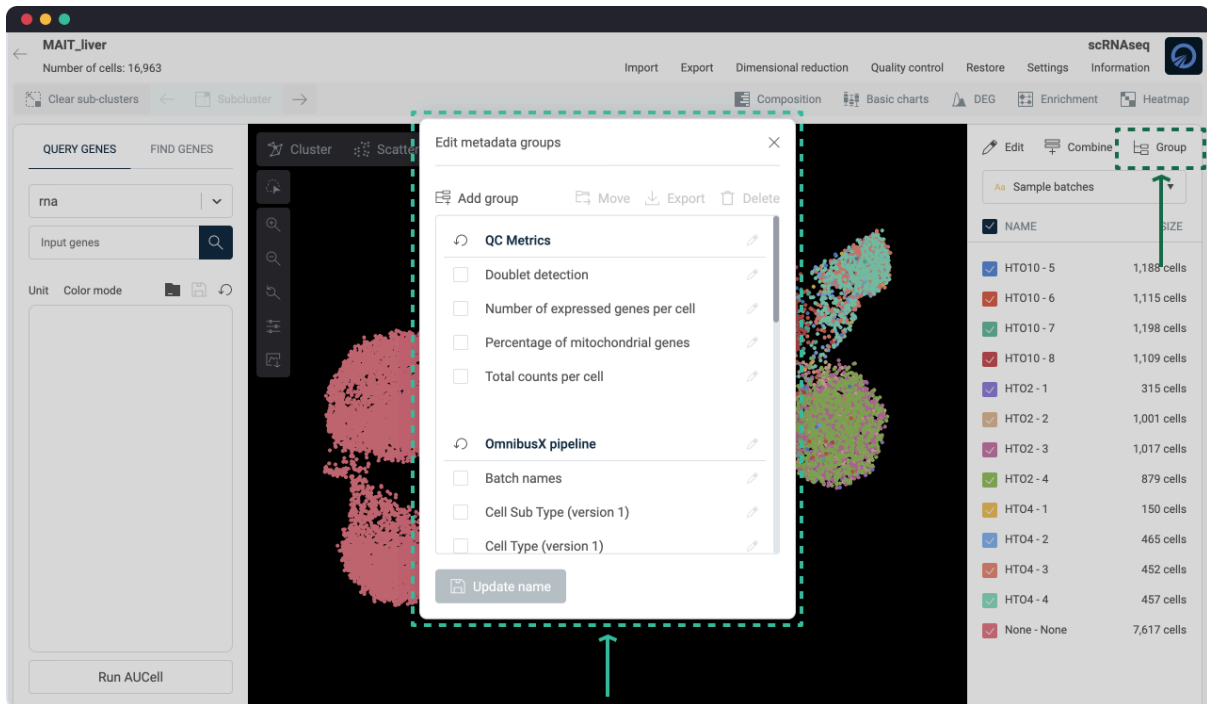 MAIT_liver
Number of cells: 16,963
scRNAseq
Import Export Dimensional reduction Quality control Restore Settings Information
Clear sub-clusters Subcluster
Composition Basic charts DEG Enrichment Heatmap
QUERY GENES FIND GENES
rna
Input genes
Unit Color mode
Run AUCell
Cluster Scatter
Edit metadata groups
Add group Move Export Delete
QC Metrics
Doublet detection
Number of expressed genes per cell
Percentage of mitochondrial genes
Total counts per cell
OmnibusX pipeline
Batch names
Cell Sub Type (version 1)
Cell Type (version 1)
Update name
Edit Combine Group
Aa Sample batches
NAME SIZE
HTO10 - 5 1,188 cells
HTO10 - 6 1,115 cells
HTO10 - 7 1,198 cells
HTO10 - 8 1,109 cells
HTO2 - 1 315 cells
HTO2 - 2 1,001 cells
HTO2 - 3 1,017 cells
HTO2 - 4 879 cells
HTO4 - 1 150 cells
HTO4 - 2 465 cells
HTO4 - 3 452 cells
HTO4 - 4 457 cells
None - None 7,617 cells